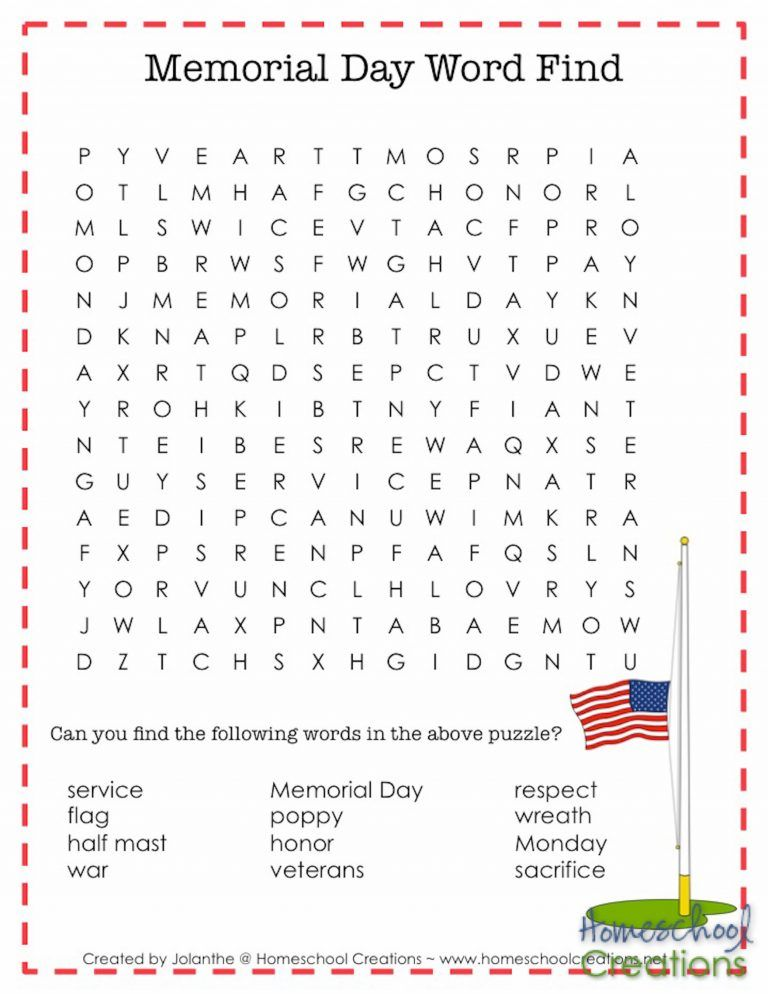 Memorial Day Word Find
P Y V E A R T T M O S R P I A
O T L M H A F G C H O N O R L
M L S W I C E V T A C F P R O
O P B R W S F W G H V T P A Y
N J M E M O R I A L D A Y K N
D K N A P L R B T R U X U E V
A X R T Q D S E P C T V D W E
Y R O H K I B T N Y F I A N T
N T E I B E S R E W A Q X S E
G U Y S E R V I C E P N A T R
A E D I P C A N U W I M K R A
F X P S R E N P F A F Q S L N
Y O R V U N C L H L O V R Y S
J W L A X P N T A B A E M O W
D Z T C H S X H G I D G N T U
Can you find the following words in the above puzzle?
service Memorial Day respect
flag poppy wreath
half mast honor Monday
war veterans sacrifice
Homeschool
Creations
Created by Jolanthe @ Homeschool Creations ~ www.homeschoolcreations.net